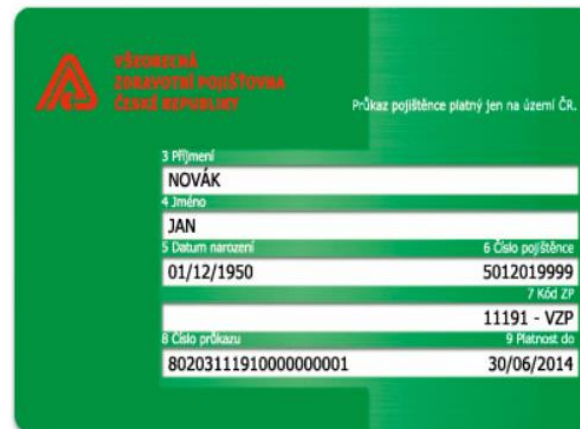 VŠEOBECNÁ
ZDRAVOTNÍ POJIŠŤOVNA
ČESKÉ REPUBLIKY
Průkaz pojištěnce platný jen na území ČR.
3 Příjmení
NOVÁK
4 Jméno
JAN
5 Datum narození 6 Číslo pojištěnce
01/12/1950 5012019999
7 Kód ZP
11191 - VZP
8 Číslo průkazu 9 Platnost do
80203111910000000001 30/06/2014